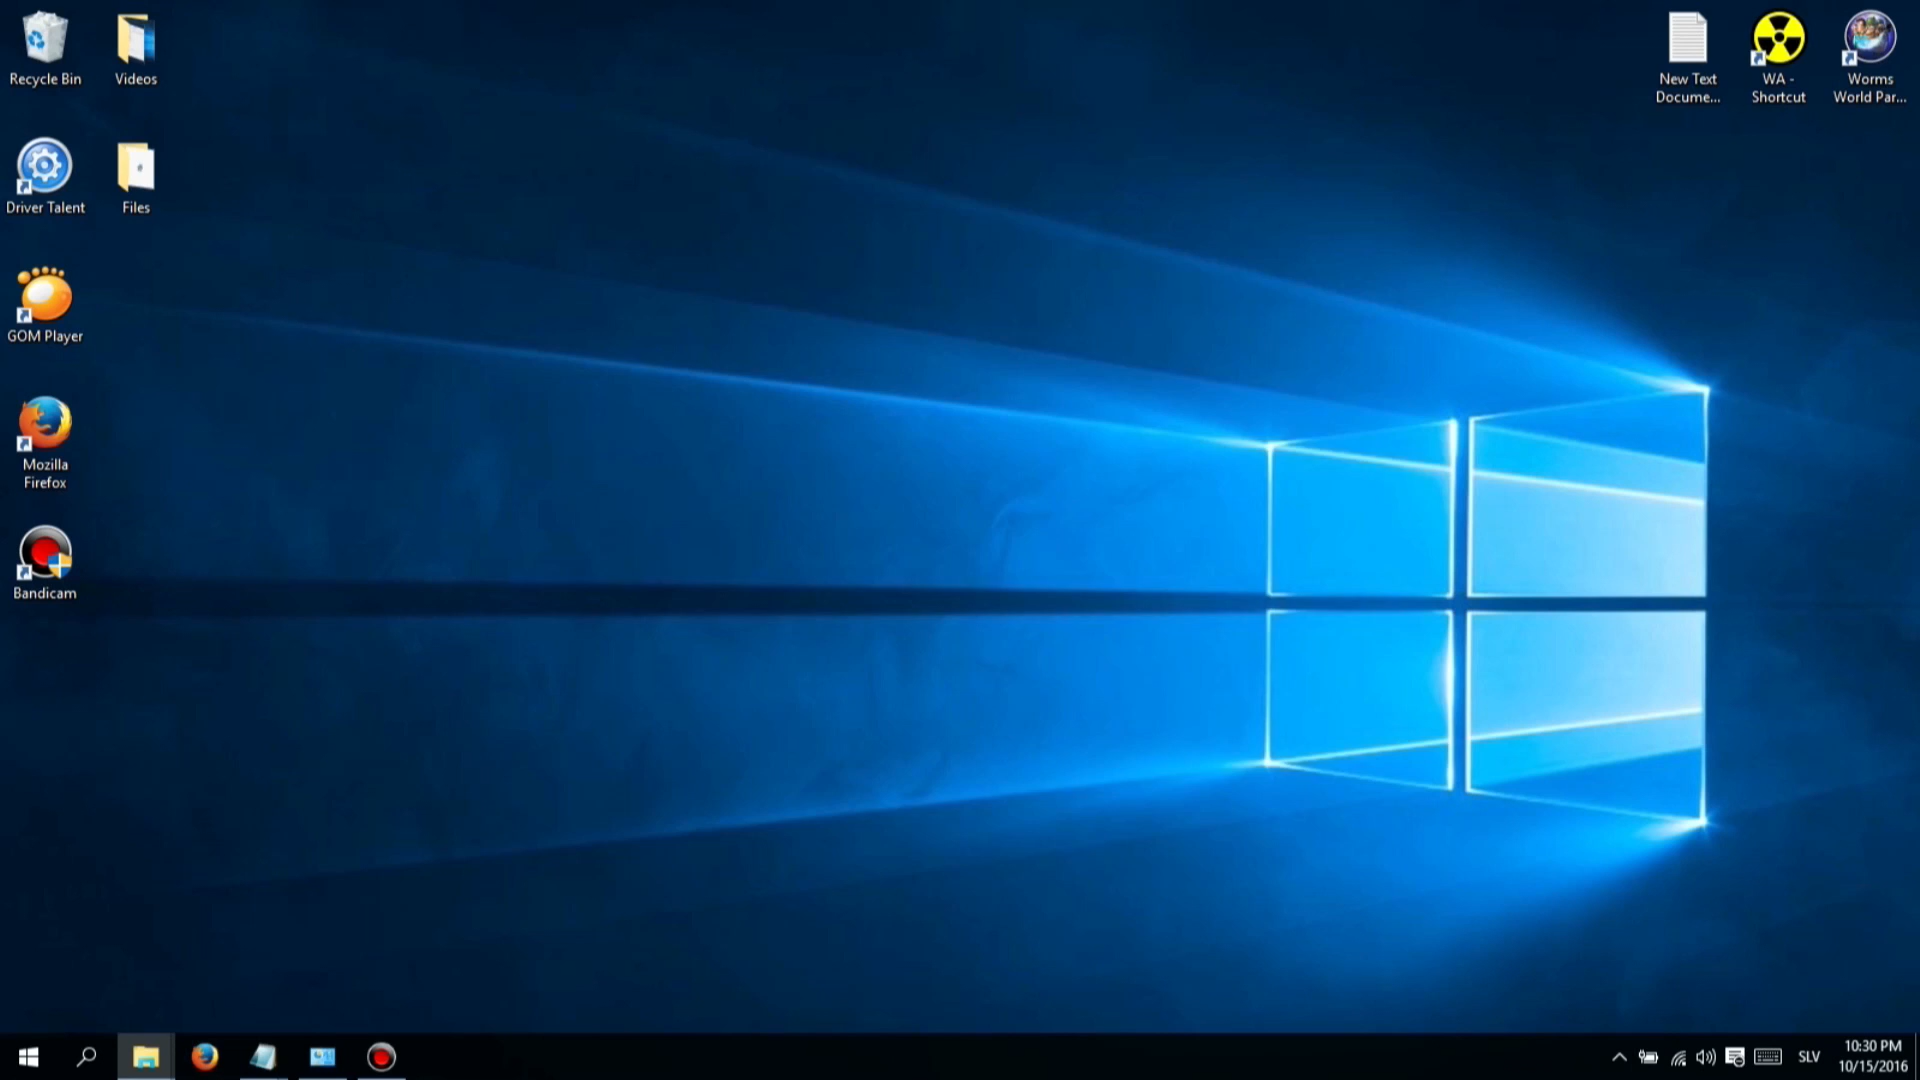 Recycle Bin
Videos
New Text
Docume...
WA -
Shortcut
Worms
World Par...
Driver Talent
Files
GOM Player
Mozilla
Firefox
Bandicam
SLV
10:30 PM
10/15/2016